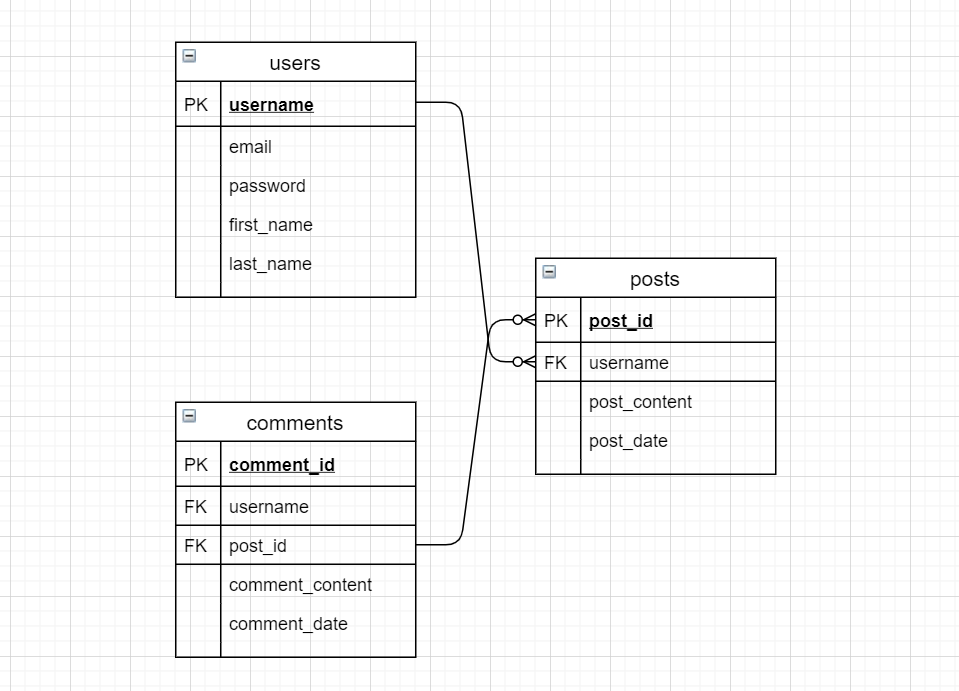 users
PK username
email
password
first_name
last_name
posts
PK post_id
FK username
post_content
post_date
comments
PK comment_id
FK username
FK post_id
comment_content
comment_date